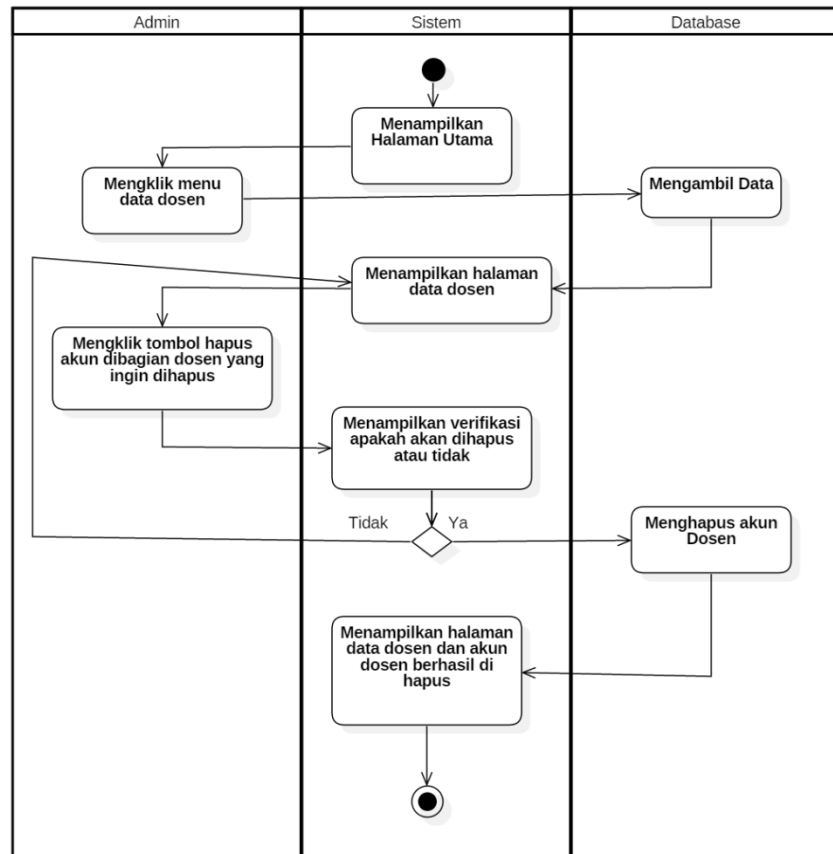 Admin
Sistem
Database
Menampilkan
Halaman Utama
Mengklik menu
data dosen
Mengambil Data
Menampilkan halaman
data dosen
Mengklik tombol hapus
akun dibagian dosen yang
ingin dihapus
Menampilkan verifikasi
apakah akan dihapus
atau tidak
Tidak
Ya
Menghapus akun
Dosen
Menampilkan halaman
data dosen dan akun
dosen berhasil di
hapus